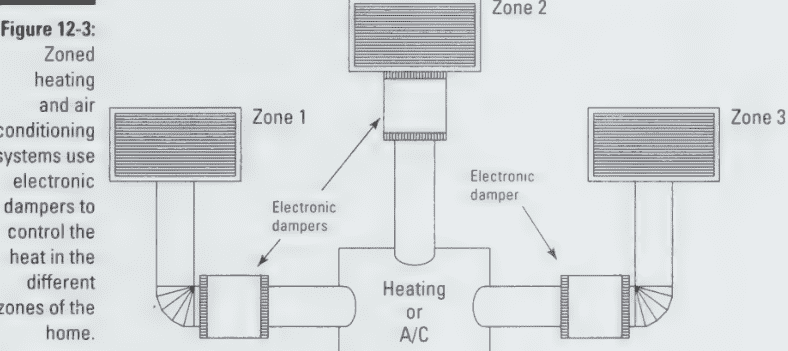 Figure 12-3:
Zoned
heating
and air
conditioning
systems use
electronic
dampers to
control the
heat in the
different
zones of the
home.
Zone 2
Zone 1
Zone 3
Electronic
dampers
Electronic
damper
Heating
or
A/C